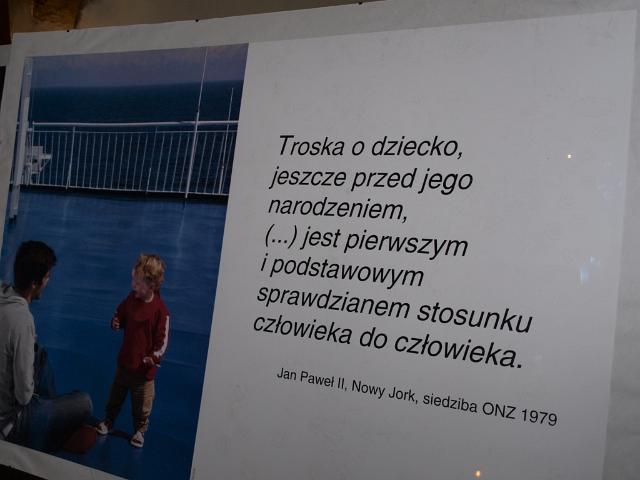 Troska o dziecko,
jeszcze przed jego
narodzeniem,
(...) jest pierwszym
i podstawowym
sprawdzianem stosunku
człowieka do człowieka.
Jan Paweł II, Nowy Jork, siedziba ONZ 1979